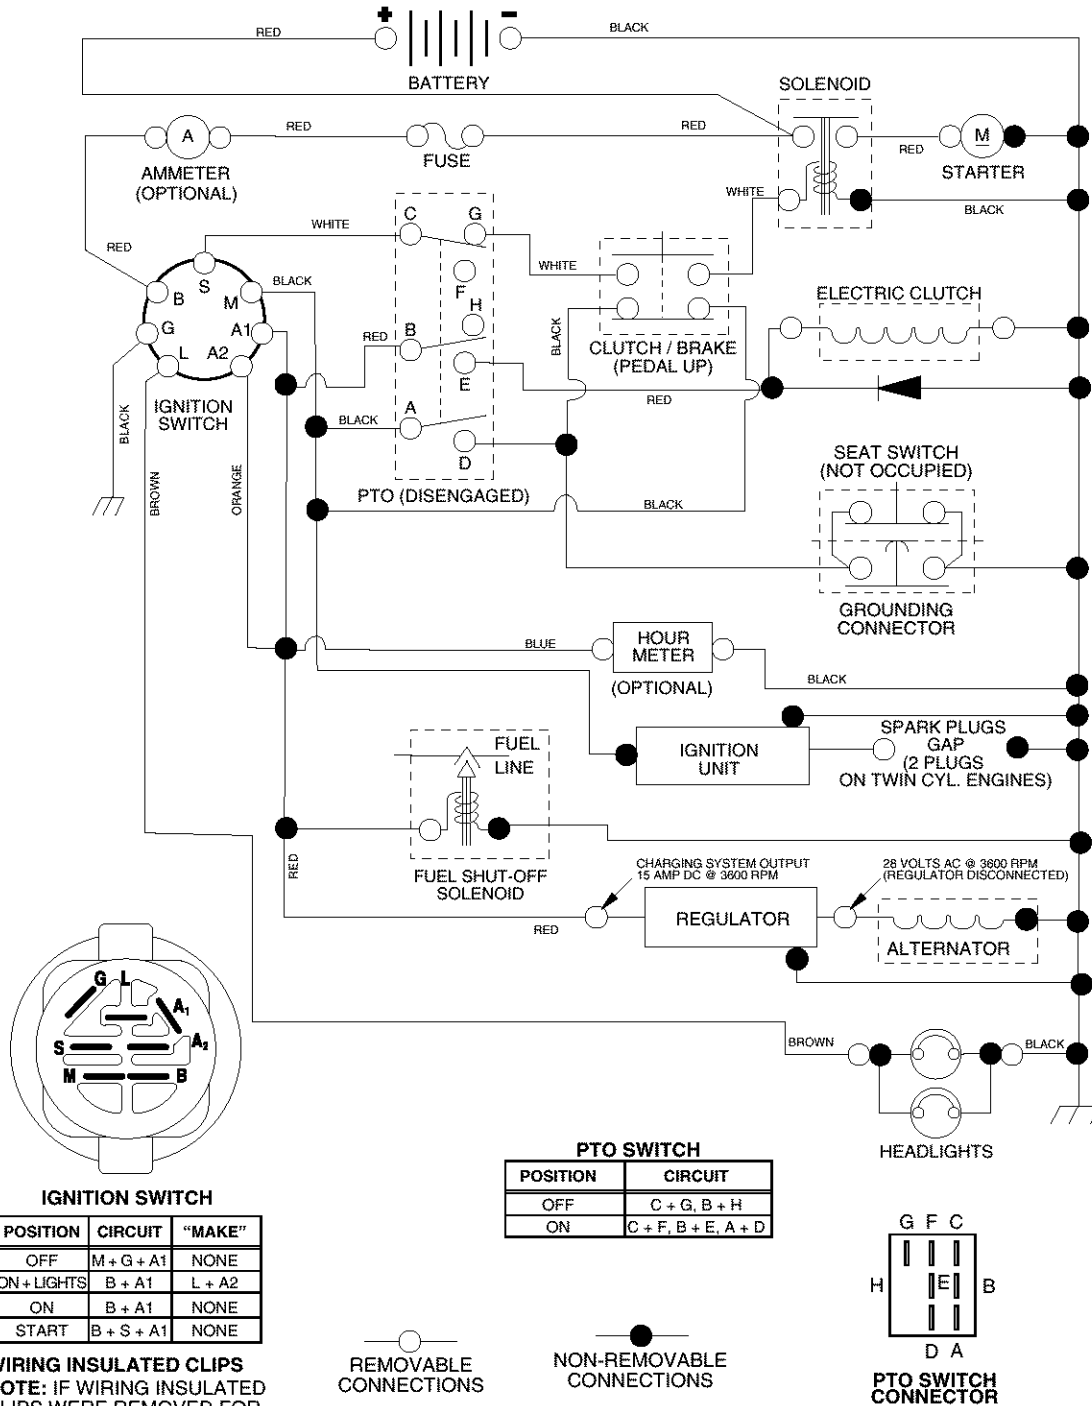 RED
+
-
BLACK
BATTERY
SOLENOID
A
RED
RED
RED
M
AMMETER
(OPTIONAL)
FUSE
STARTER
WHITE
BLACK
WHITE
C
G
RED
S
BLACK
WHITE
F
B
M
ELECTRIC CLUTCH
H
G
A1
RED
B
BLACK
L
A2
CLUTCH / BRAKE
(PEDAL UP)
E
IGNITION
SWITCH
A
RED
BLACK
BLACK
D
SEAT SWITCH
(NOT OCCUPIED)
BROWN
ORANGE
PTO (DISENGAGED)
BLACK
GROUNDING
CONNECTOR
BLUE
HOUR
METER
(OPTIONAL)
BLACK
FUEL
LINE
IGNITION
UNIT
SPARK PLUGS
GAP
(2 PLUGS
ON TWIN CYL. ENGINES)
RED
FUEL SHUT-OFF
SOLENOID
CHARGING SYSTEM OUTPUT
15 AMP DC @ 3600 RPM
28 VOLTS AC @ 3600 RPM
(REGULATOR DISCONNECTED)
RED
REGULATOR
ALTERNATOR
G L
A1
S
A2
M
B
BROWN
BLACK
HEADLIGHTS
IGNITION SWITCH
POSITION CIRCUIT "MAKE"
OFF M + G + A1 NONE
ON + LIGHTS B + A1 L + A2
ON B + A1 NONE
START B + S + A1 NONE
PTO SWITCH
POSITION CIRCUIT
OFF C + G, B + H
ON C + F, B + E, A + D
G F C
H E B
D A
PTO SWITCH
CONNECTOR
REMOVABLE
CONNECTIONS
NON-REMOVABLE
CONNECTIONS
WIRING INSULATED CLIPS
NOTE: IF WIRING INSULATED
CLIPS WERE REMOVED FOR